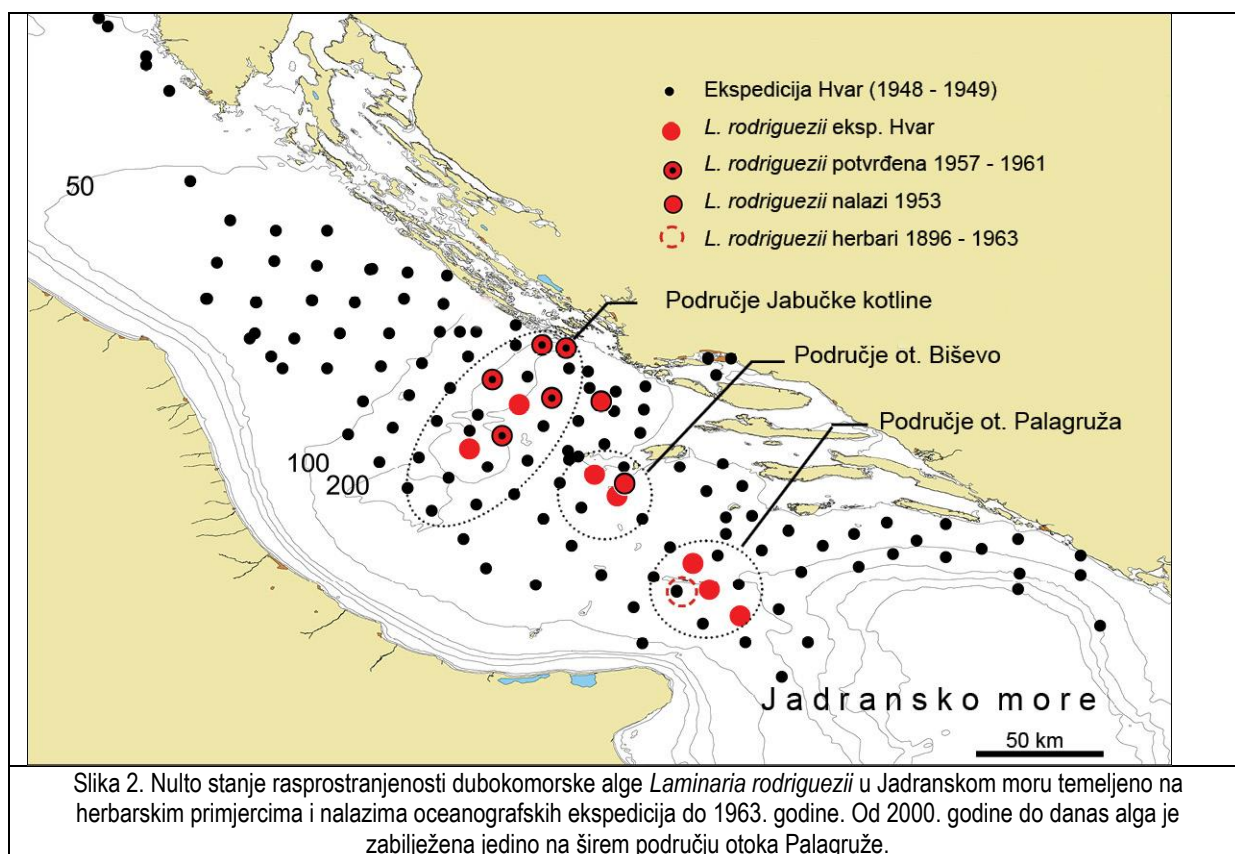 Ekspedicija Hvar (1948 - 1949)
L. rodriguezii eksp. Hvar
L. rodriguezii potvrđena 1957 - 1961
L. rodriguezii nalazi 1953
L. rodriguezii herbari 1896 - 1963
50
Područje Jabučke kotline
Područje ot. Biševo
Područje ot. Palagruža
100
200
Jadransko more
50 km
Slika 2. Nulto stanje rasprostranjenosti dubokomorske alge Laminaria rodriguezii u Jadranskom moru temeljeno na
herbarskim primjercima i nalazima oceanografskih ekspedicija do 1963. godine. Od 2000. godine do danas alga je
zabilježena jedino na širem području otoka Palagruže.